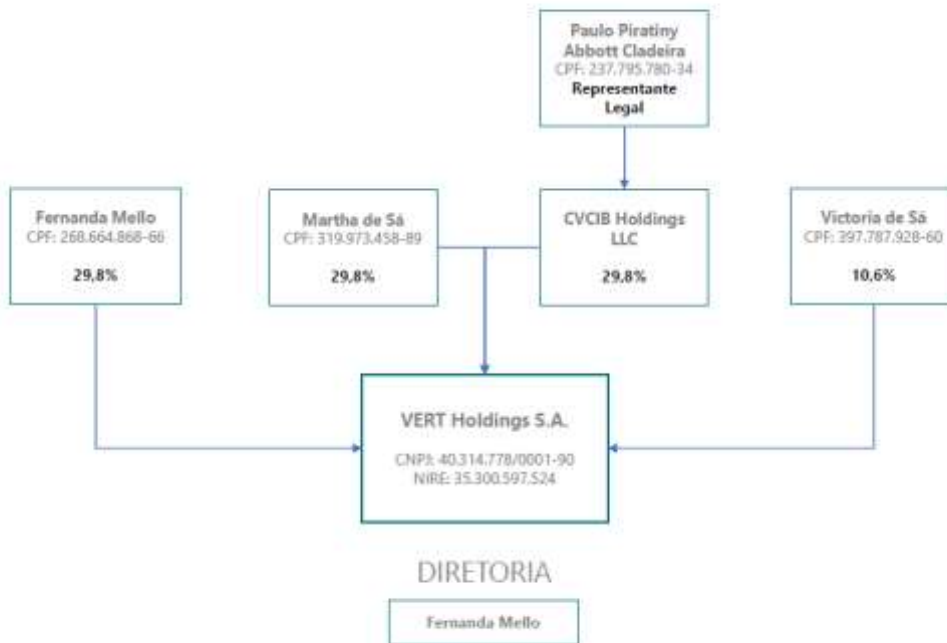 Paulo Piratiny
Abbott Cladeira
CPF: 237.795.780-34
Representante
Legal
Fernanda Mello
CPF: 268.664.868-66
29,8%
Martha de Sá
CPF: 319.973.458-89
29,8%
CVCIB Holdings
LLC
29,8%
Victoria de Sá
CPF: 397.787.928-60
10,6%
VERT Holdings S.A.
CNPJ: 40.314.778/0001-90
NIRE: 35.300.597.524
DIRETORIA
Fernanda Mello